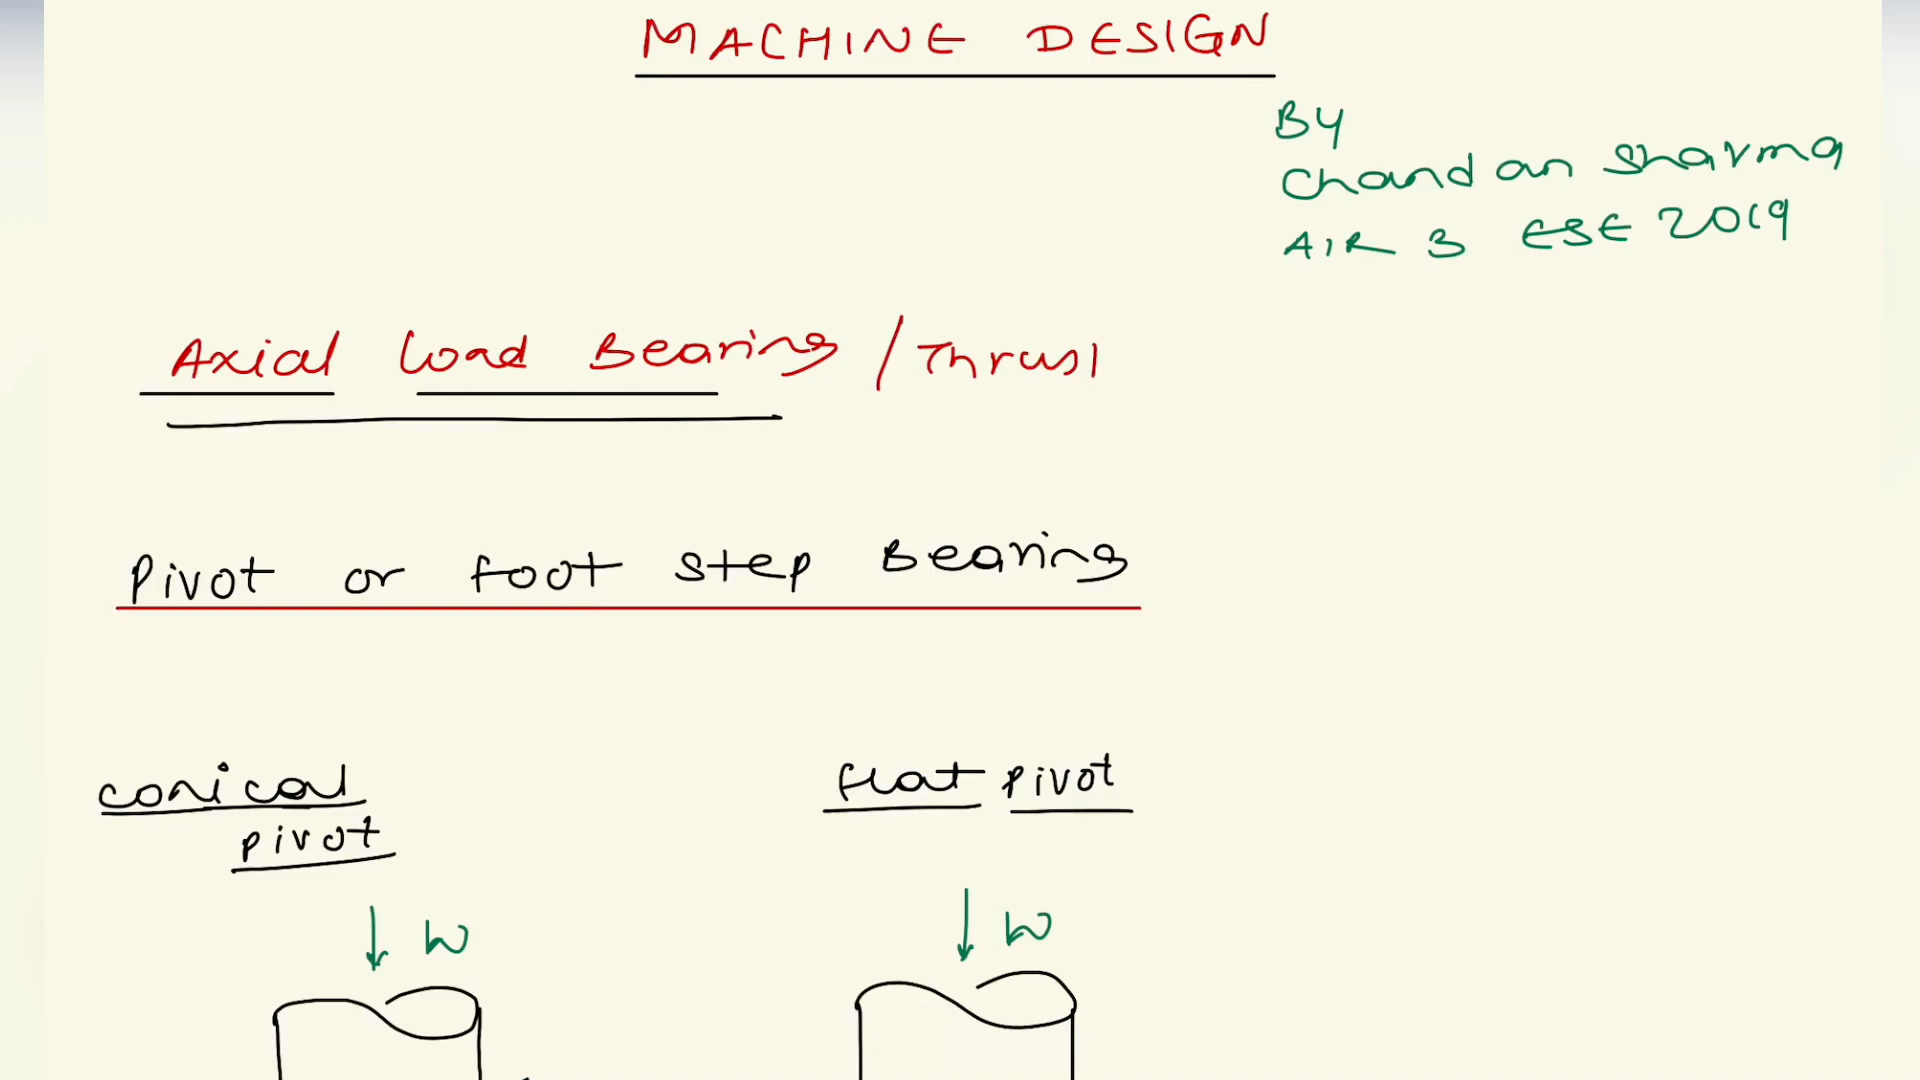 MACHINE DESIGN
By
Chandan Sharma
AIR 3 ESE 2019
Axial Load Bearing / Thrust
Pivot or foot step Bearing
conical
pivot
flat pivot
W
W